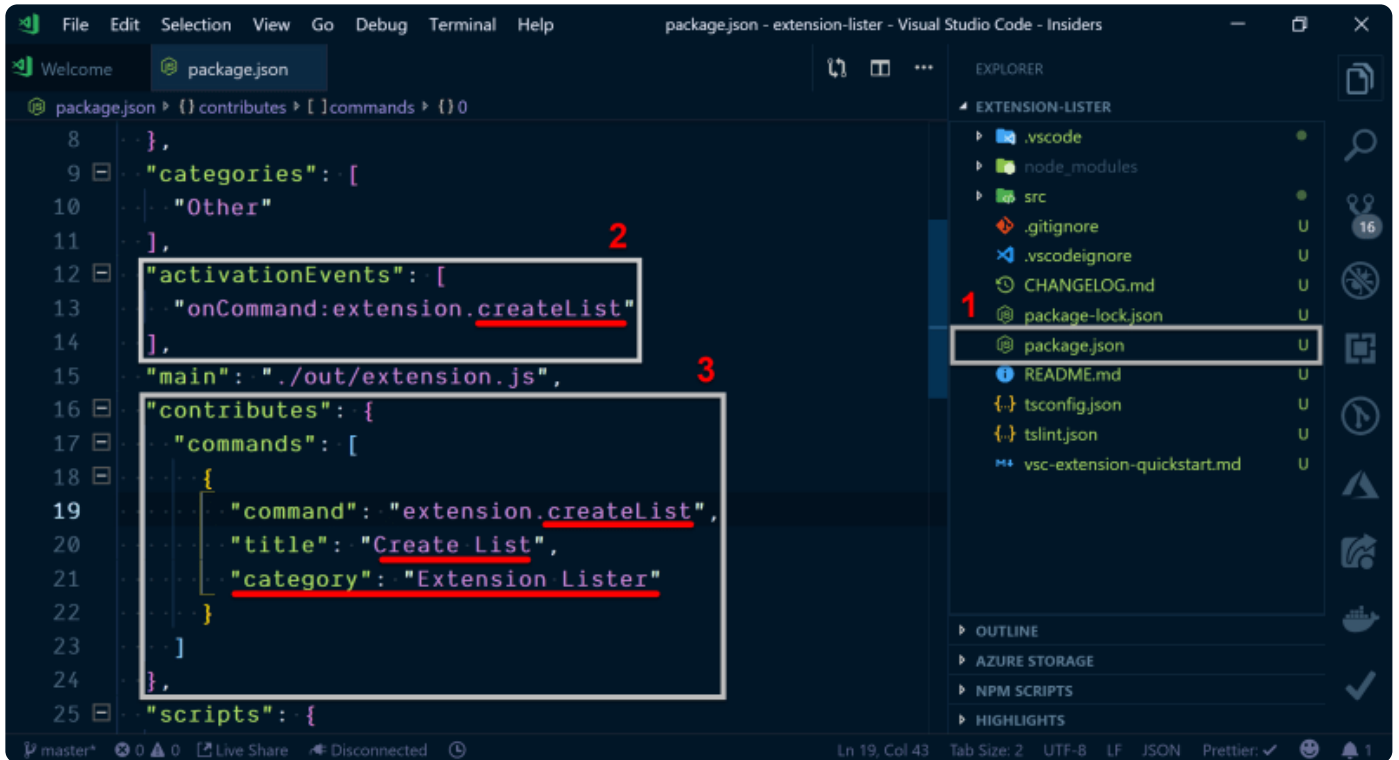 File Edit Selection View Go Debug Terminal Help package.json - extension-lister - Visual Studio Code - Insiders
Welcome package.json
package.json {} contributes [ ] commands {} 0
8 },
9 "categories": [
10 "Other"
11 ],
2
12 "activationEvents": [
13 "onCommand:extension.createList"
14 ],
15 "main": "./out/extension.js",
3
16 "contributes": {
17 "commands": [
18 {
19 "command": "extension.createList",
20 "title": "Create List",
21 "category": "Extension Lister"
22 }
23 ]
24 },
25 "scripts": {
EXPLORER
EXTENSION-LISTER
.vscode
node_modules
src
.gitignore U
.vscodeignore U
CHANGELOG.md U
1
package-lock.json U
package.json U
README.md U
{..} tsconfig.json U
{..} tslint.json U
M+ vsc-extension-quickstart.md U
OUTLINE
AZURE STORAGE
NPM SCRIPTS
HIGHLIGHTS
16
master* 0 0 Live Share Disconnected Ln 19, Col 43 Tab Size: 2 UTF-8 LF JSON Prettier: ✓ 1